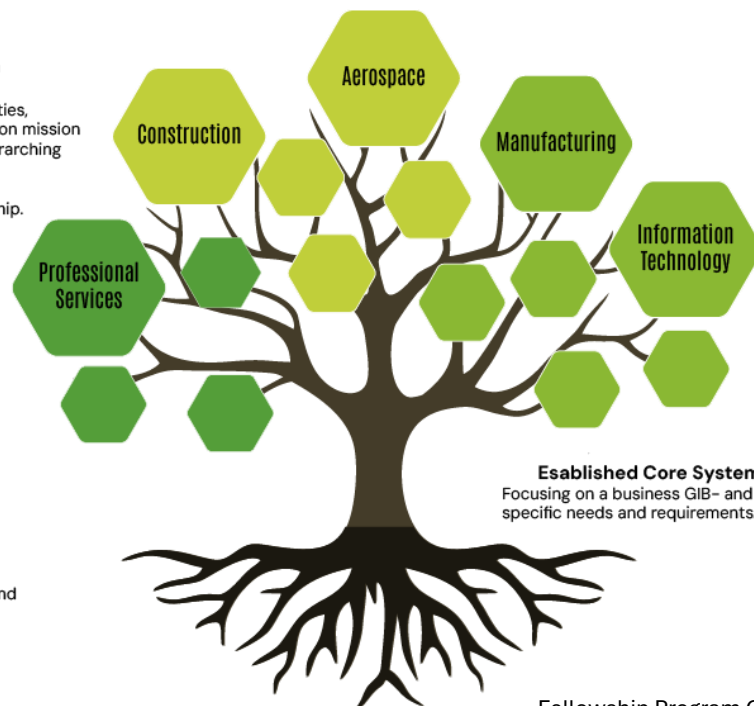 ties,
on mission
rarching
hip.
Aerospace
Construction
Manufacturing
Information
Technology
Professional
Services
Esablished Core System
Focusing on a business GIB- and
specific needs and requirements
nd